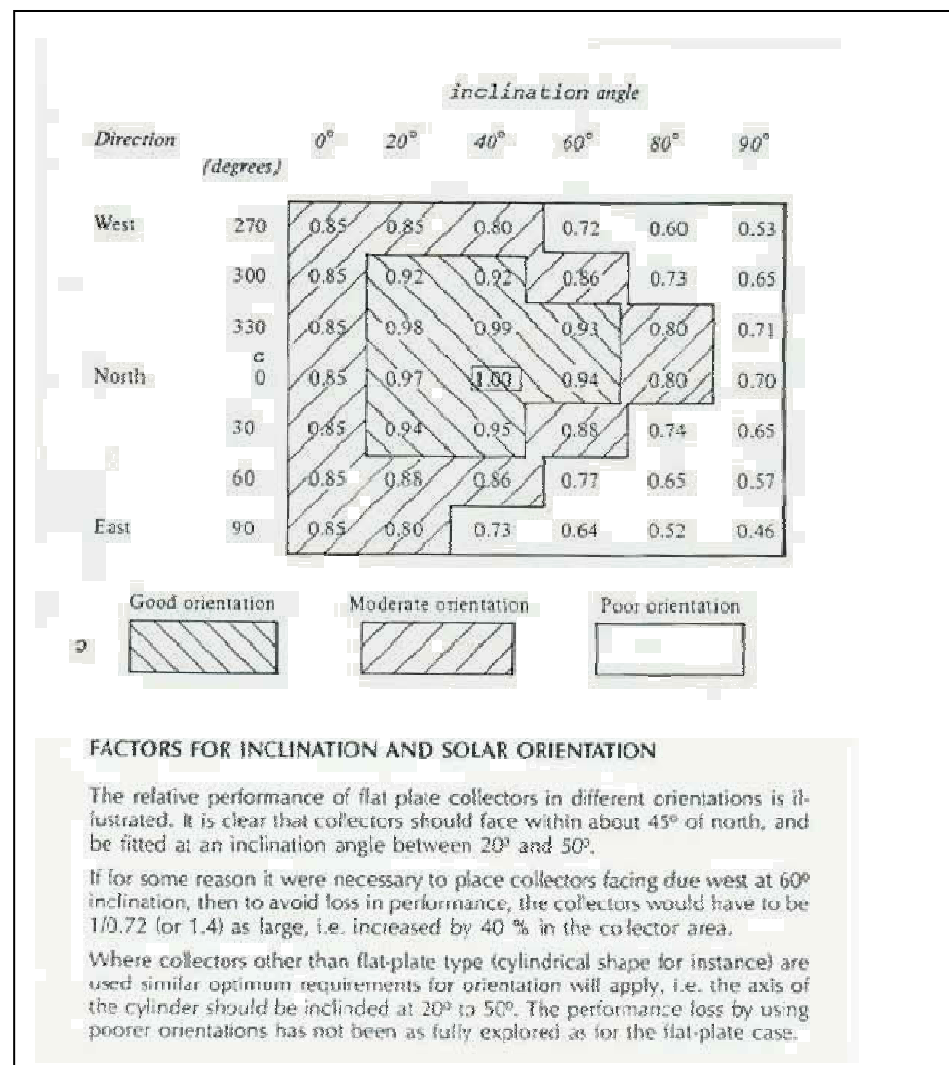 inclination angle
Direction 0° 20° 40° 60° 80° 90°
(degrees)
West 270 0.85 0.85 0.80 0.72 0.60 0.53
300 0.85 0.92 0.92 0.86 0.73 0.65
330 0.85 0.98 0.99 0.93 0.80 0.71
North 0 0.85 0.97 1.00 0.94 0.80 0.70
30 0.85 0.94 0.95 0.88 0.74 0.65
60 0.85 0.88 0.86 0.77 0.65 0.57
East 90 0.85 0.80 0.73 0.64 0.52 0.46
Good orientation Moderate orientation Poor orientation
FACTORS FOR INCLINATION AND SOLAR ORIENTATION
The relative performance of flat plate collectors in different orientations is il-
lustrated. It is clear that collectors should face within about 45° of north, and
be fitted at an inclination angle between 20° and 50°.
If for some reason it were necessary to place collectors facing due west at 60°
inclination, then to avoid loss in performance, the collectors would have to be
1/0.72 (or 1.4) as large, i.e. increased by 40 % in the collector area.
Where collectors other than flat-plate type (cylindrical shape for instance) are
used similar optimum requirements for orientation will apply, i.e. the axis of
the cylinder should be inclinded at 20° to 50°. The performance loss by using
poorer orientations has not been as fully explored as for the flat-plate case.